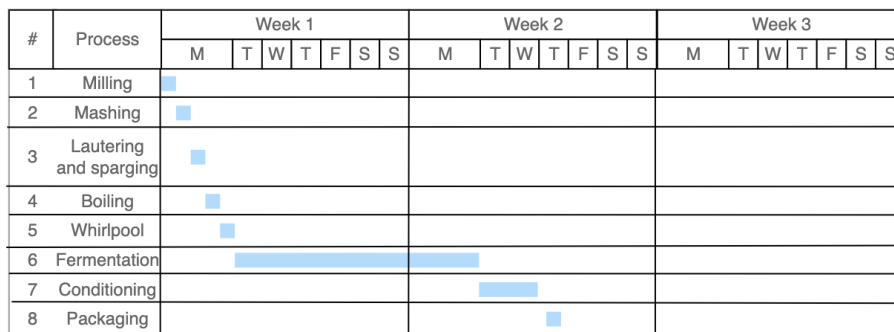 # Process Week 1 Week 2 Week 3
M T W T F S S M T W T F S S M T W T F S S
1 Milling
2 Mashing
3 Lautering
and sparging
4 Boiling
5 Whirlpool
6 Fermentation
7 Conditioning
8 Packaging